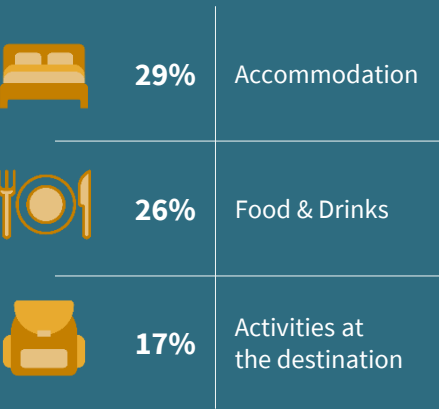 29% Accommodation
26% Food & Drinks
17% Activities at
the destination